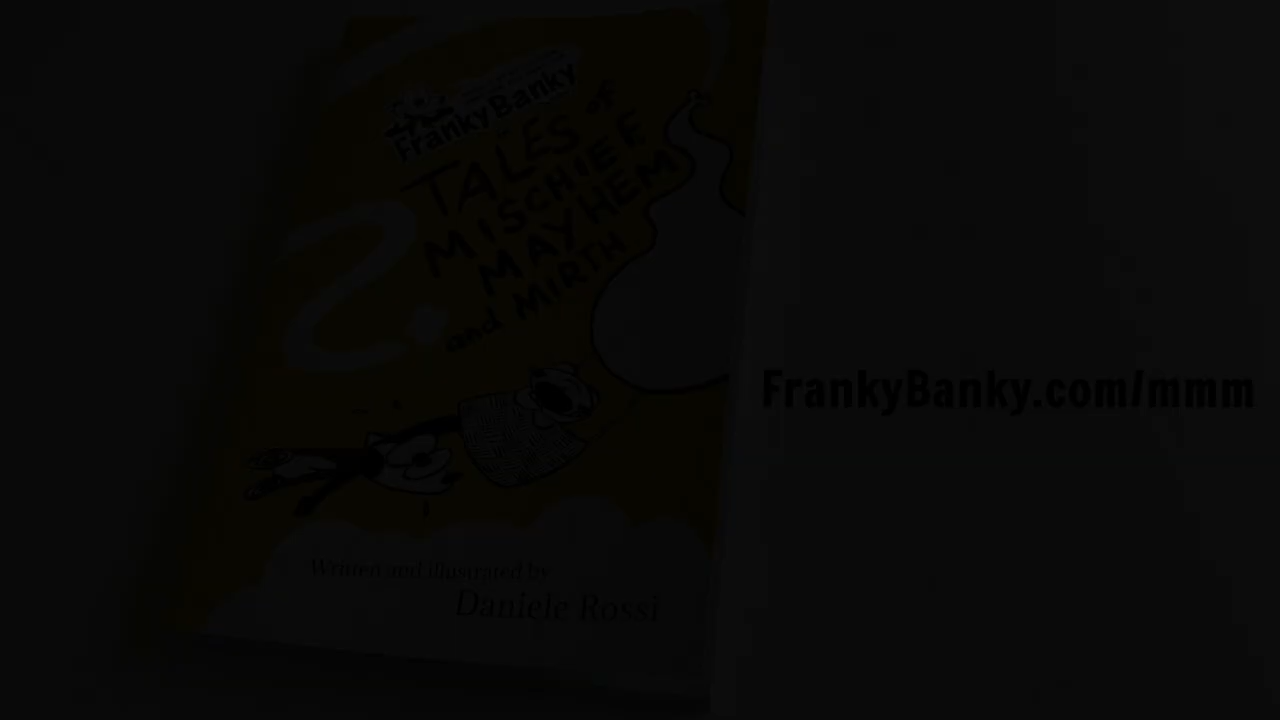 FrankyBanky
TALES of
MISCHIEF,
MAYHEM
and MIRTH
FrankyBanky.com/mmm
Written and illustrated by
Daniele Rossi